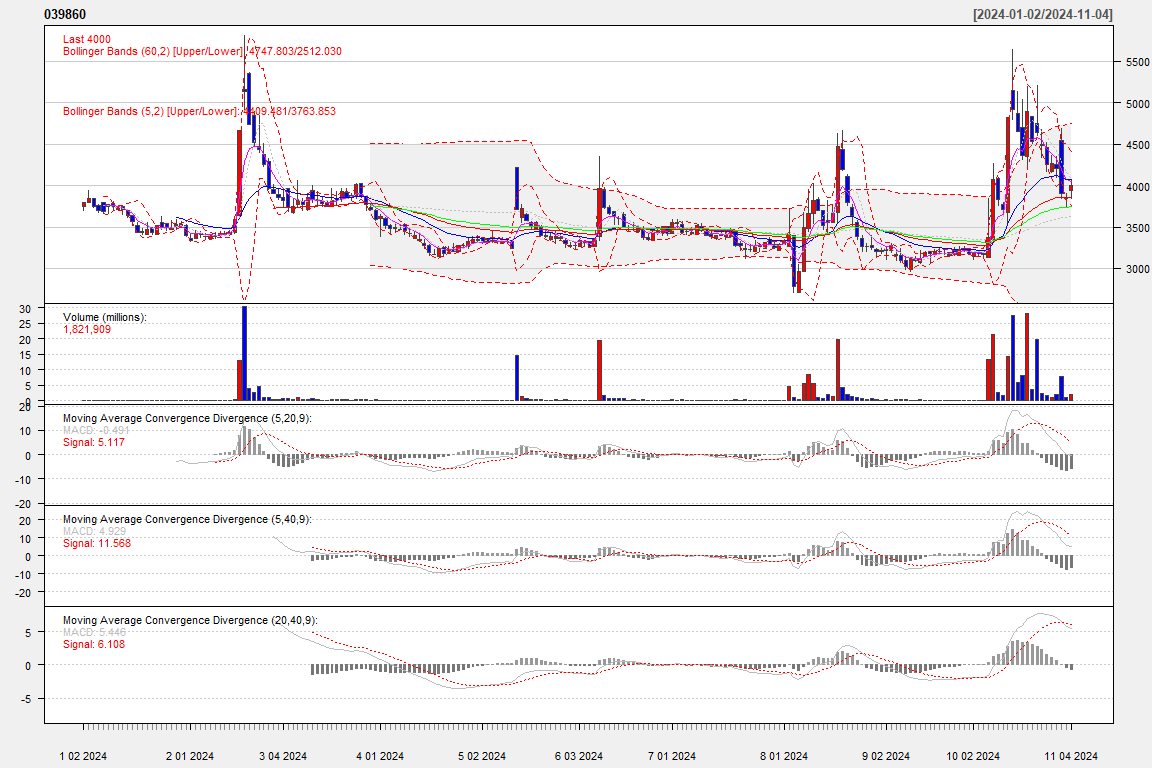 039860 [2024-01-02/2024-11-04]
Last 4000
Bollinger Bands (60,2) [Upper/Lower]: 4747.803/2512.030
Bollinger Bands (5,2) [Upper/Lower]: 4409.481/3763.853
5500
5000
4500
4000
3500
3000
Volume (millions):
1,821,909
30
25
20
15
10
5
0
Moving Average Convergence Divergence (5,20,9):
MACD: -0.491
Signal: 5.117
20
10
0
-10
-20
Moving Average Convergence Divergence (5,40,9):
MACD: 4.929
Signal: 11.568
20
10
0
-10
-20
Moving Average Convergence Divergence (20,40,9):
MACD: 5.446
Signal: 6.108
5
0
-5
1 02 2024 2 01 2024 3 04 2024 4 01 2024 5 02 2024 6 03 2024 7 01 2024 8 01 2024 9 02 2024 10 02 2024 11 04 2024